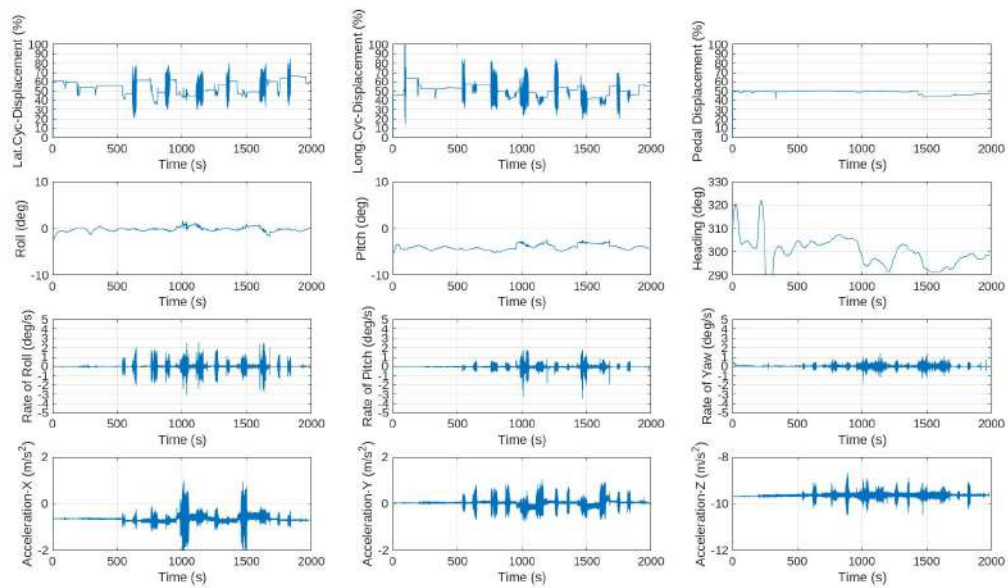 Lat.Cyc-Displacement (%)
100
90
80
70
60
50
40
30
20
10
0
0 500 1000 1500 2000
Time (s)
Long.Cyc-Displacement (%)
100
90
80
70
60
50
40
30
20
10
0
0 500 1000 1500 2000
Time (s)
Pedal Displacement (%)
100
90
80
70
60
50
40
30
20
10
0
0 500 1000 1500 2000
Time (s)
Roll (deg)
10
0
-10
0 500 1000 1500 2000
Time (s)
Pitch (deg)
10
0
-10
0 500 1000 1500 2000
Time (s)
Heading (deg)
330
320
310
300
290
0 500 1000 1500 2000
Time (s)
Rate of Roll (deg/s)
5
4
3
2
1
0
-1
-2
-3
-4
-5
0 500 1000 1500 2000
Time (s)
Rate of Pitch (deg/s)
5
4
3
2
1
0
-1
-2
-3
-4
-5
0 500 1000 1500 2000
Time (s)
Rate of Yaw (deg/s)
5
4
3
2
1
0
-1
-2
-3
-4
-5
0 500 1000 1500 2000
Time (s)
Acceleration-X (m/s²)
2
0
-2
0 500 1000 1500 2000
Time (s)
Acceleration-Y (m/s²)
2
0
-2
0 500 1000 1500 2000
Time (s)
Acceleration-Z (m/s²)
-8
-10
-12
0 500 1000 1500 2000
Time (s)